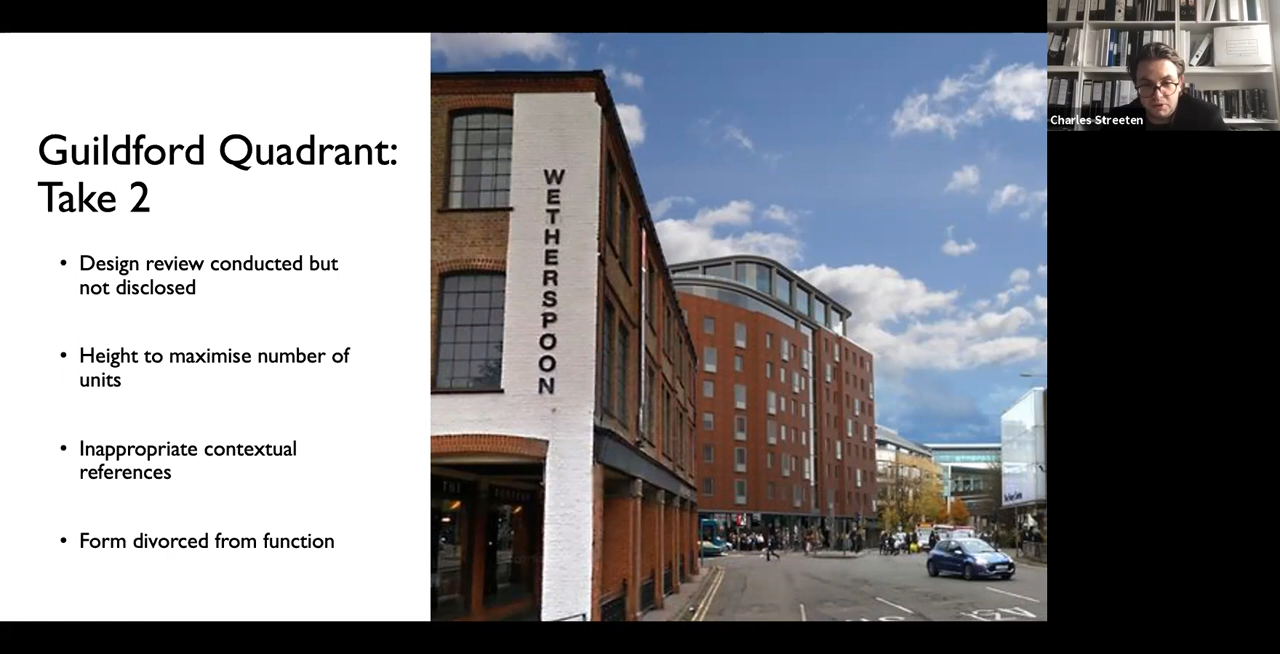 Guildford Quadrant:
Take 2
• Design review conducted but
not disclosed
• Height to maximise number of
units
• Inappropriate contextual
references
• Form divorced from function
WETHERSPOON
THE
Charles Streeten